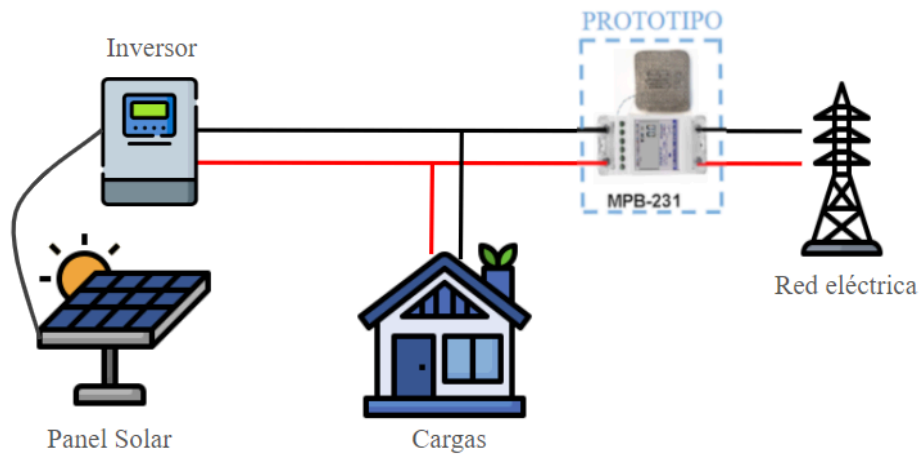 PROTOTIPO
Inversor
MPB-231
Red eléctrica
Panel Solar
Cargas